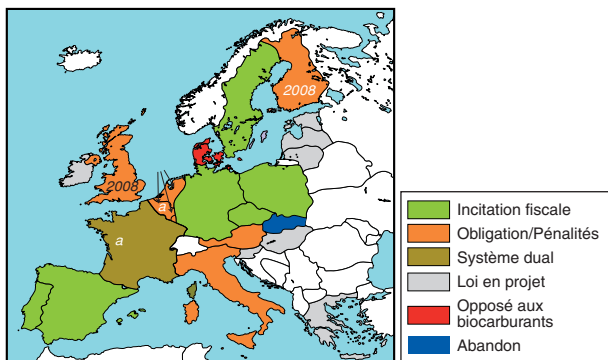 2008
2008
a
a
Incitation fiscale
Obligation/Pénalités
Système dual
Loi en projet
Opposé aux
biocarburants
Abandon